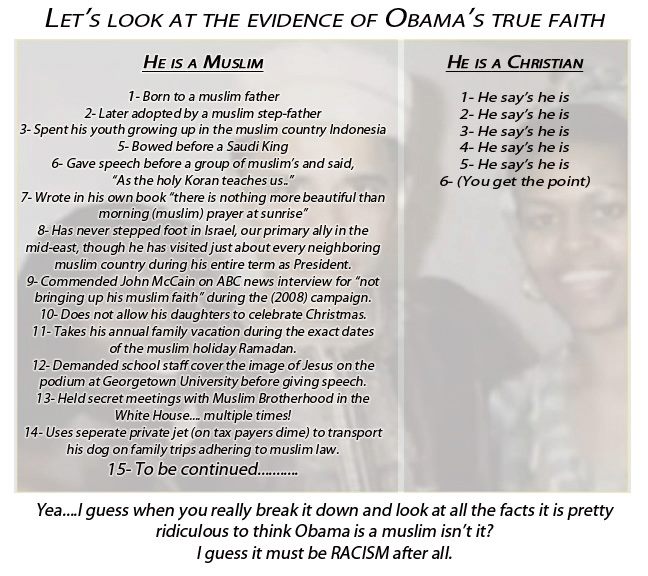 LET'S LOOK AT THE EVIDENCE OF OBAMA'S TRUE FAITH
HE IS A MUSLIM
1- Born to a muslim father
2- Later adopted by a muslim step-father
3- Spent his youth growing up in the muslim country Indonesia
5- Bowed before a Saudi King
6- Gave speech before a group of muslim's and said,
"As the holy Koran teaches us.."
7- Wrote in his own book "there is nothing more beautiful than
morning (muslim) prayer at sunrise"
8- Has never stepped foot in Israel, our primary ally in the
mid-east, though he has visited just about every neighboring
muslim country during his entire term as President.
9- Commended John McCain on ABC news interview for "not
bringing up his muslim faith" during the (2008) campaign.
10- Does not allow his daughters to celebrate Christmas.
11- Takes his annual family vacation during the exact dates
of the muslim holiday Ramadan.
12- Demanded school staff cover the image of Jesus on the
podium at Georgetown University before giving speech.
13- Held secret meetings with Muslim Brotherhood in the
White House.... multiple times!
14- Uses seperate private jet (on tax payers dime) to transport
his dog on family trips adhering to muslim law.
15- To be continued...........
HE IS A CHRISTIAN
1- He say's he is
2- He say's he is
3- He say's he is
4- He say's he is
5- He say's he is
6- (You get the point)
Yea....I guess when you really break it down and look at all the facts it is pretty
ridiculous to think Obama is a muslim isn't it?
I guess it must be RACISM after all.